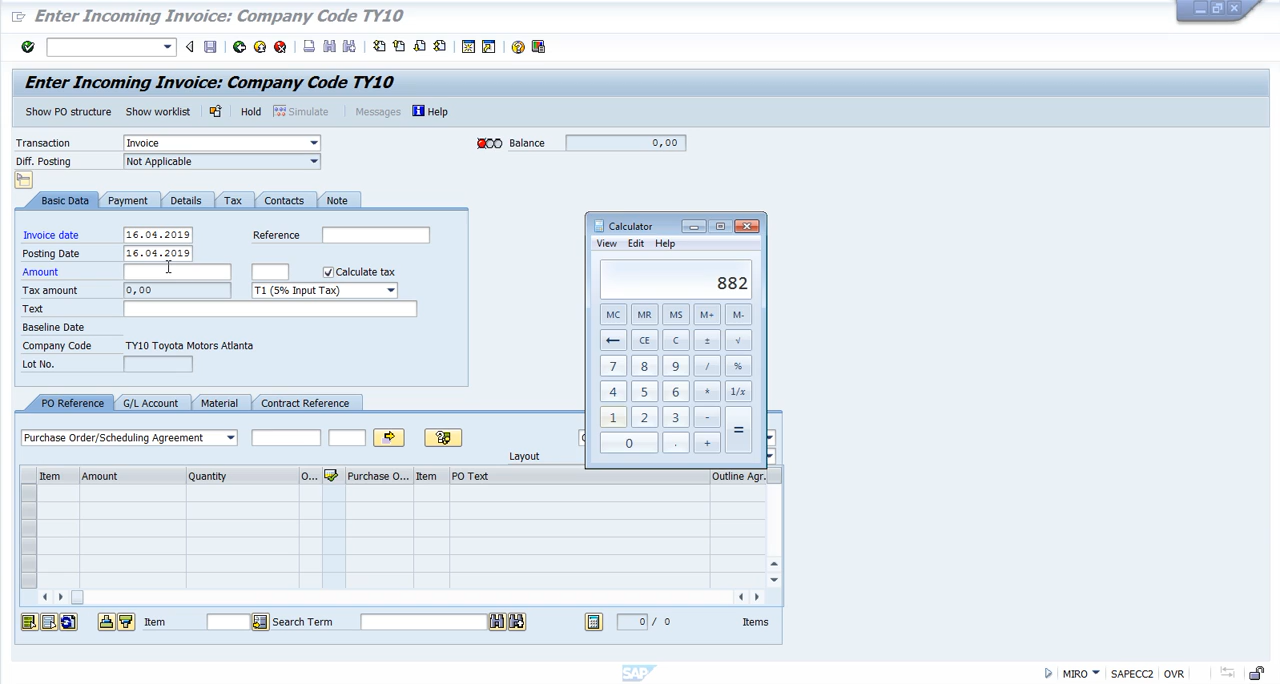 Enter Incoming Invoice: Company Code TY10
Enter Incoming Invoice: Company Code TY10
Show PO structure Show worklist Hold Simulate Messages Help
Transaction Invoice Balance 0,00
Diff. Posting Not Applicable
Basic Data Payment Details Tax Contacts Note
Invoice date 16.04.2019 Reference
Posting Date 16.04.2019
Amount Calculate tax
Tax amount 0,00 T1 (5% Input Tax)
Text
Baseline Date
Company Code TY10 Toyota Motors Atlanta
Lot No.
Calculator
View Edit Help
882
MC MR MS M+ M-
← CE C ± √
7 8 9 / %
4 5 6 * 1/x
1 2 3 - =
0 . +
PO Reference G/L Account Material Contract Reference
Purchase Order/Scheduling Agreement
Layout
Item Amount Quantity O... Purchase O... Item PO Text Outline Agr.
Item Search Term 0 / 0 Items
SAP
MIRO SAPECC2 OVR